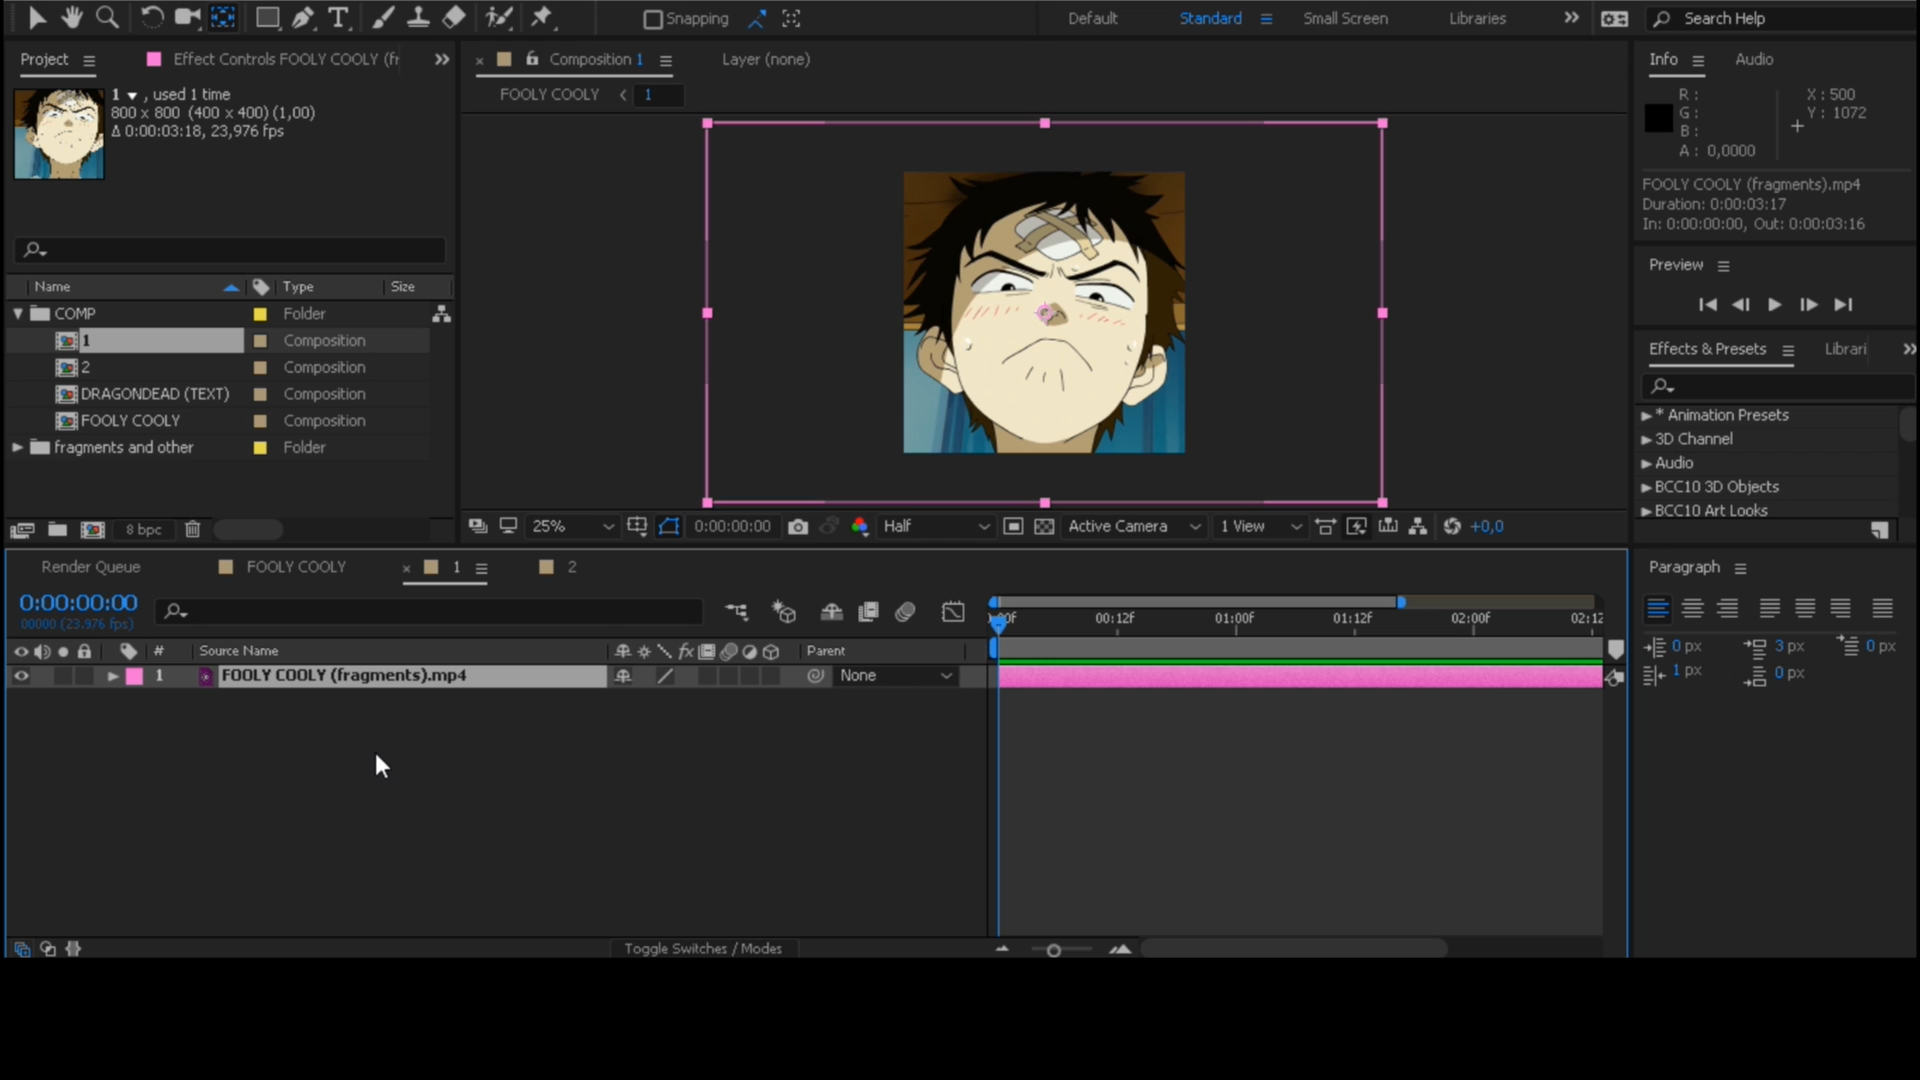 Snapping
Default
Standard
Small Screen
Libraries
Search Help
Project
Effect Controls FOOLY COOLY (fr
Composition 1
Layer (none)
FOOLY COOLY
1
1 , used 1 time
800 x 800 (400 x 400) (1,00)
Δ 0:00:03:18, 23,976 fps
Name
Type
Size
COMP
Folder
1
Composition
2
Composition
DRAGONDEAD (TEXT)
Composition
FOOLY COOLY
Composition
fragments and other
Folder
8 bpc
25%
0:00:00:00
Half
Active Camera
1 View
+0,0
Info
Audio
R :
G :
B :
A : 0,0000
X : 500
Y : 1072
FOOLY COOLY (fragments).mp4
Duration: 0:00:03:17
In: 0:00:00:00, Out: 0:00:03:16
Preview
Effects & Presets
Librari
* Animation Presets
3D Channel
Audio
BCC10 3D Objects
BCC10 Art Looks
Render Queue
FOOLY COOLY
1
2
0:00:00:00
00000 (23.976 fps)
00:12f
01:00f
01:12f
02:00f
02:12
#
Source Name
fx
Parent
1
FOOLY COOLY (fragments).mp4
None
Toggle Switches / Modes
Paragraph
0 px
3 px
0 px
1 px
0 px